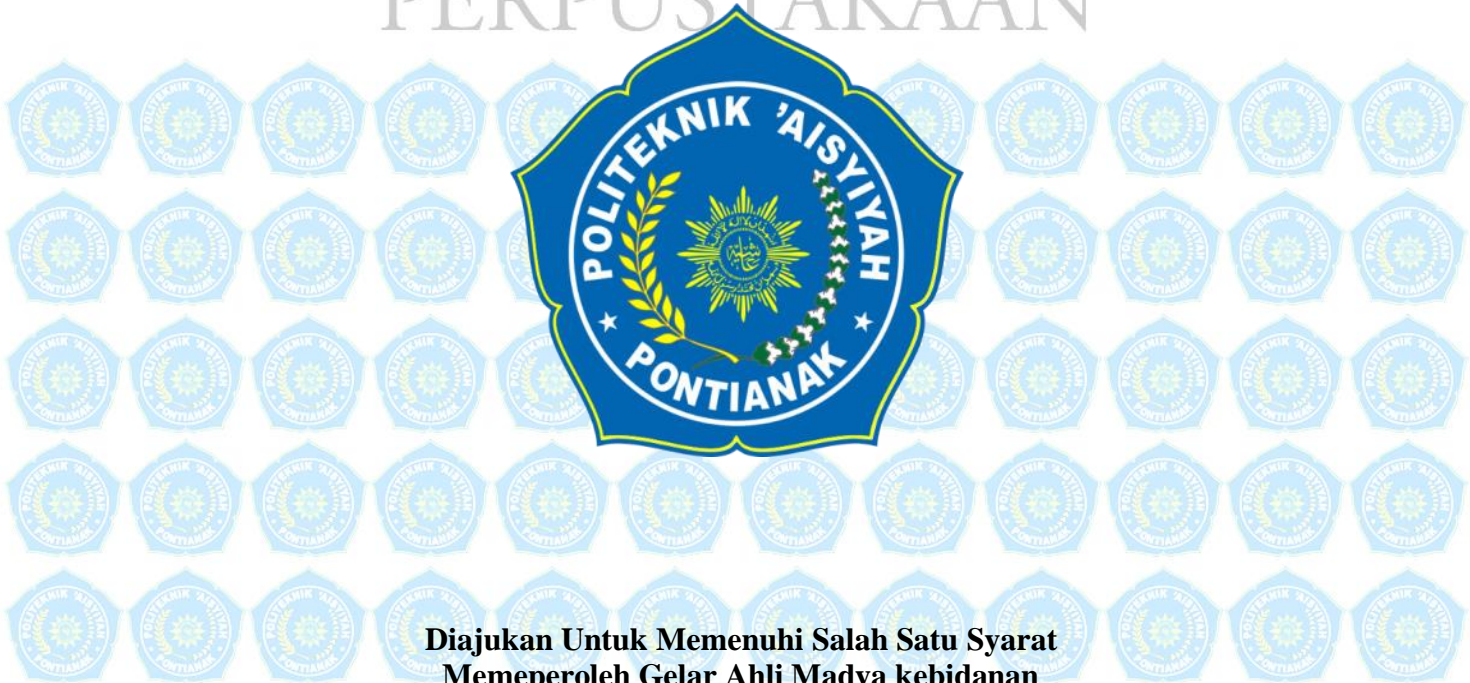 PERPUSTAKAAN
POLITEKNIK 'AISYIYAH
PONTIANAK
Diajukan Untuk Memenuhi Salah Satu Syarat
Memeperoleh Gelar Ahli Madya kebidanan